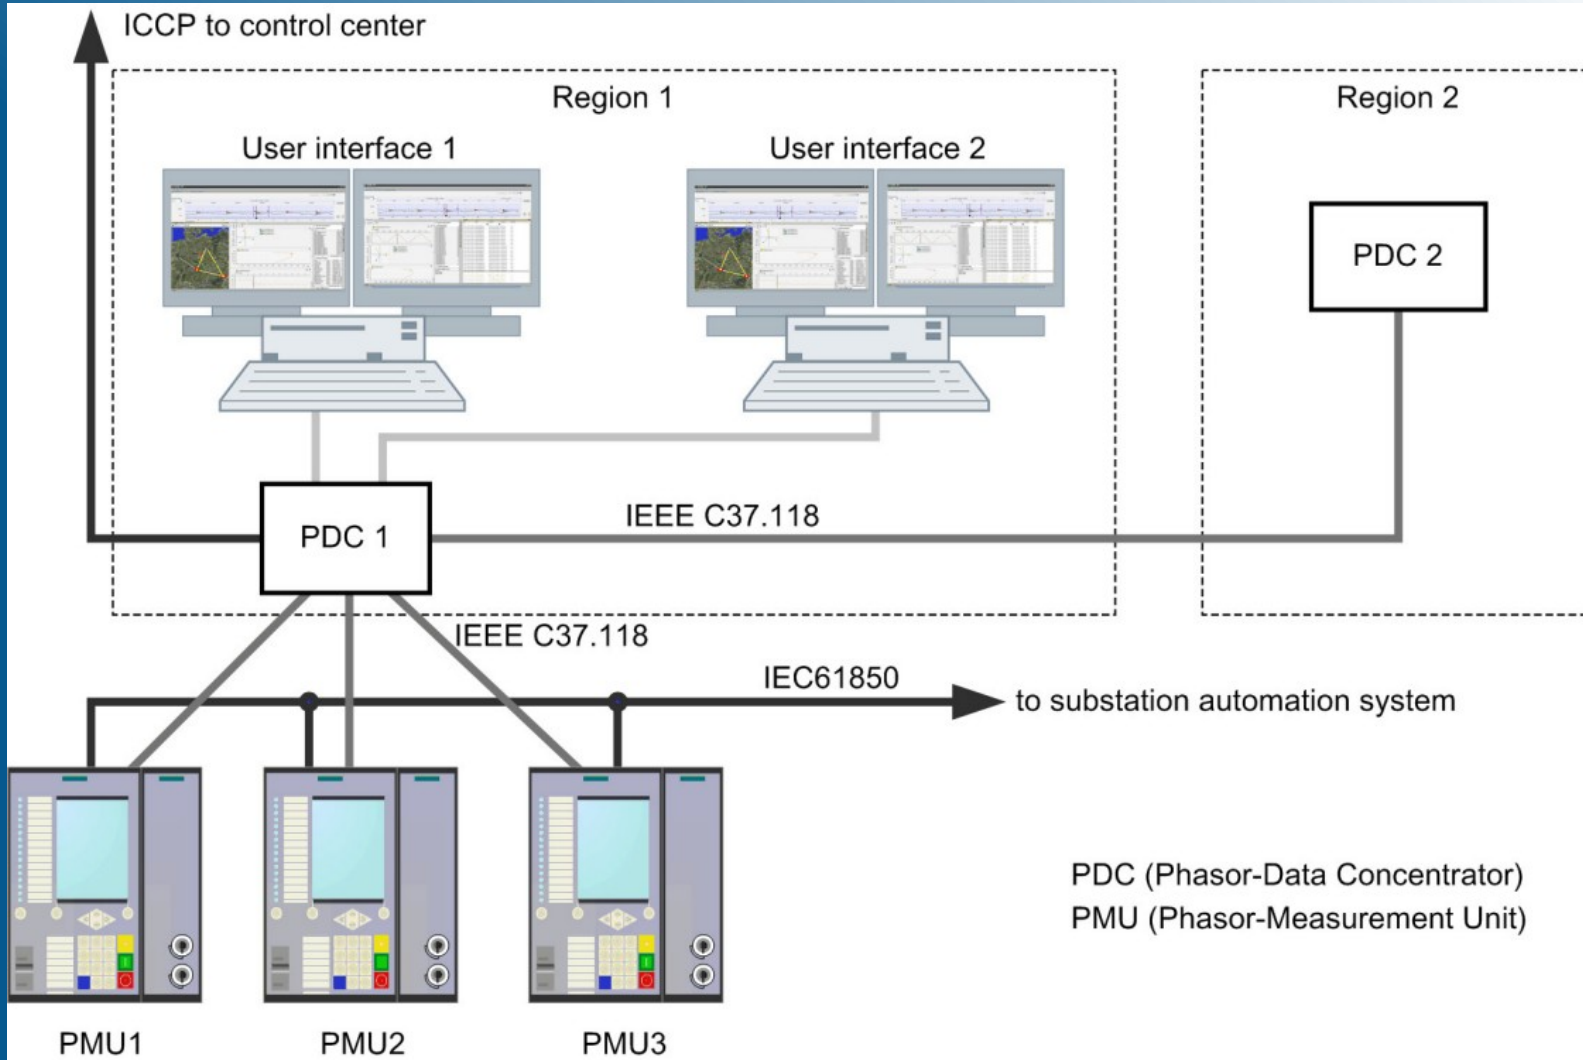 ICCP to control center
Region 1
Region 2
User interface 1
User interface 2
PDC 2
IEEE C37.118
PDC 1
IEEE C37.118
IEC61850
to substation automation system
PDC (Phasor-Data Concentrator)
PMU (Phasor-Measurement Unit)
PMU1
PMU2
PMU3